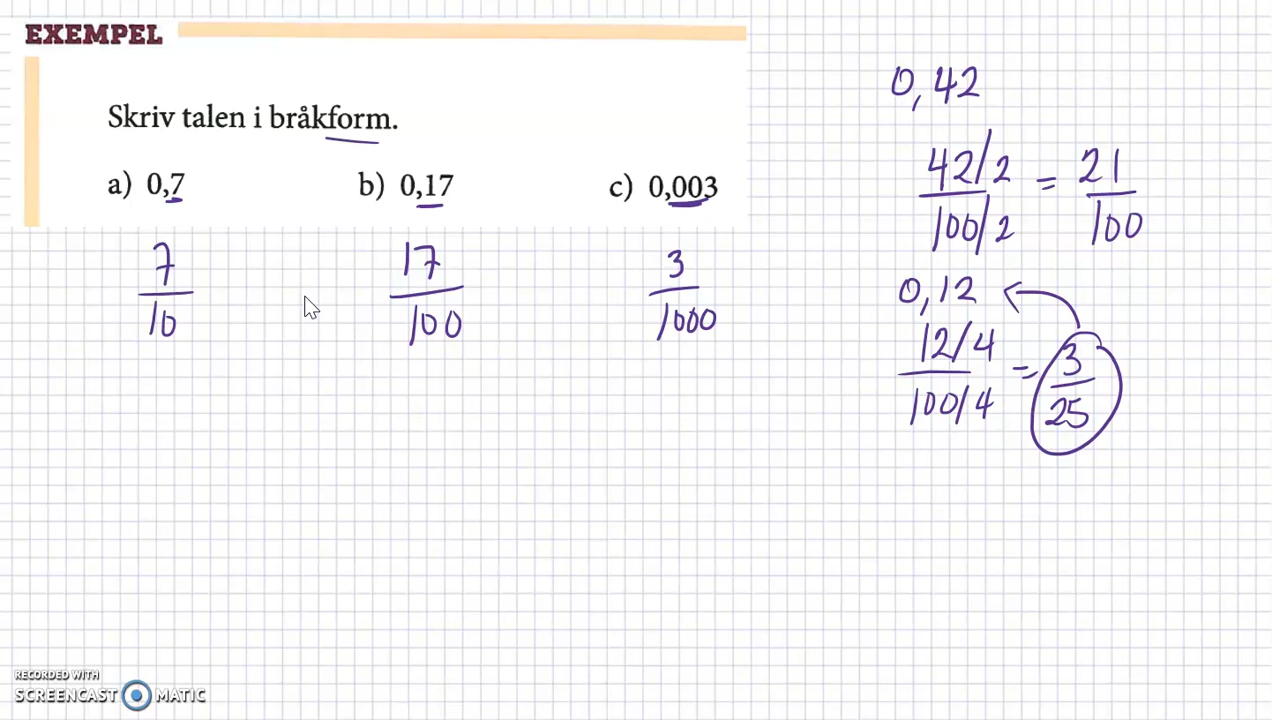 EXEMPEL
Skriv talen i bråkform.
a) 0,7 b) 0,17 c) 0,003
7/10 17/100 3/1000
0,42
42/2 = 21
100/2 100
0,12
12/4 = 3
100/4 25
RECORDED WITH
SCREENCAST MATIC